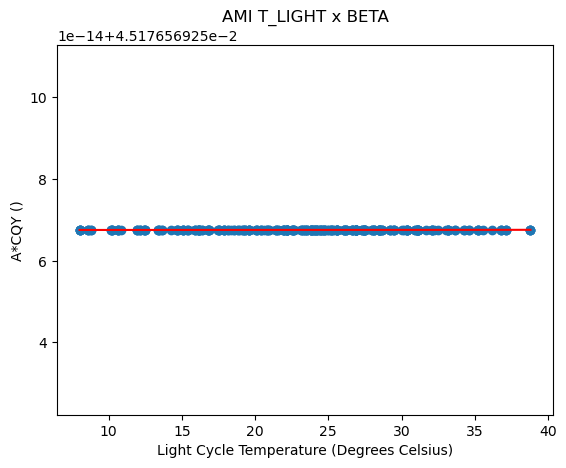 AMI T_LIGHT x BETA
1e−14+4.517656925e−2
10
8
6
4
A*CQY ()
10 15 20 25 30 35 40
Light Cycle Temperature (Degrees Celsius)